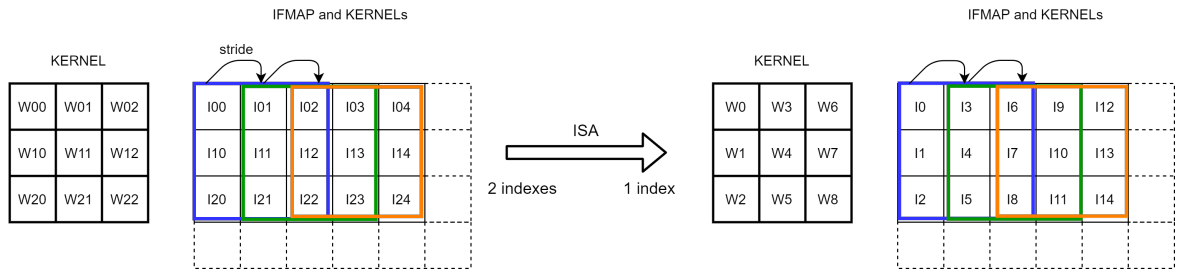 IFMAP and KERNELs
KERNEL
stride
W00 W01 W02
W10 W11 W12
W20 W21 W22
I00 I01 I02 I03 I04
I10 I11 I12 I13 I14
I20 I21 I22 I23 I24
ISA
2 indexes
1 index
IFMAP and KERNELs
KERNEL
W0 W3 W6
W1 W4 W7
W2 W5 W8
I0 I3 I6 I9 I12
I1 I4 I7 I10 I13
I2 I5 I8 I11 I14